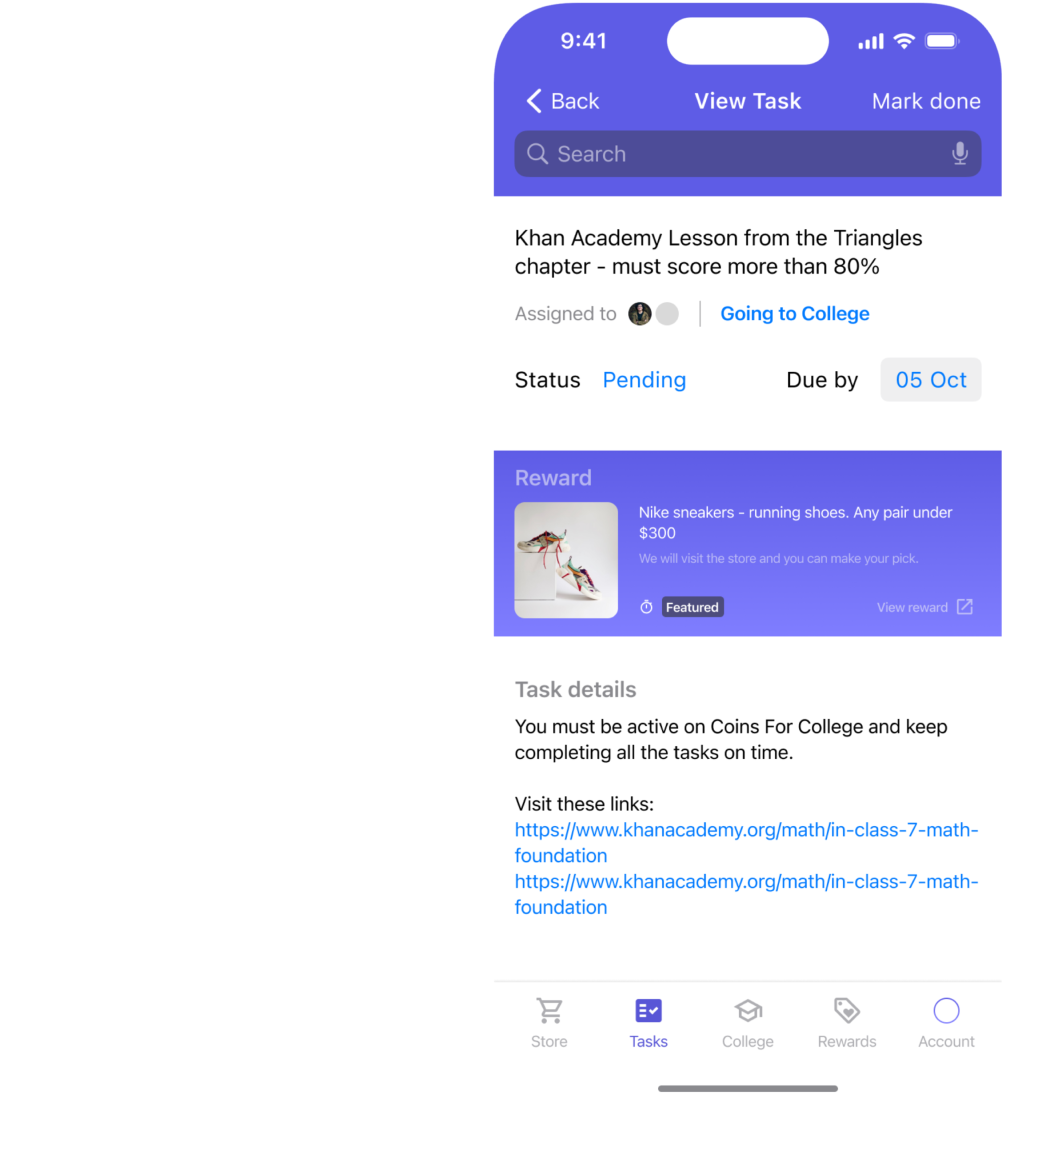 9:41
Back
View Task
Mark done
Search
Khan Academy Lesson from the Triangles
chapter - must score more than 80%
Assigned to
Going to College
Status
Pending
Due by
05 Oct
Reward
Nike sneakers - running shoes. Any pair under
$300
We will visit the store and you can make your pick.
Featured
View reward
Task details
You must be active on Coins For College and keep
completing all the tasks on time.
Visit these links:
https://www.khanacademy.org/math/in-class-7-math-
foundation
https://www.khanacademy.org/math/in-class-7-math-
foundation
Store
Tasks
College
Rewards
Account